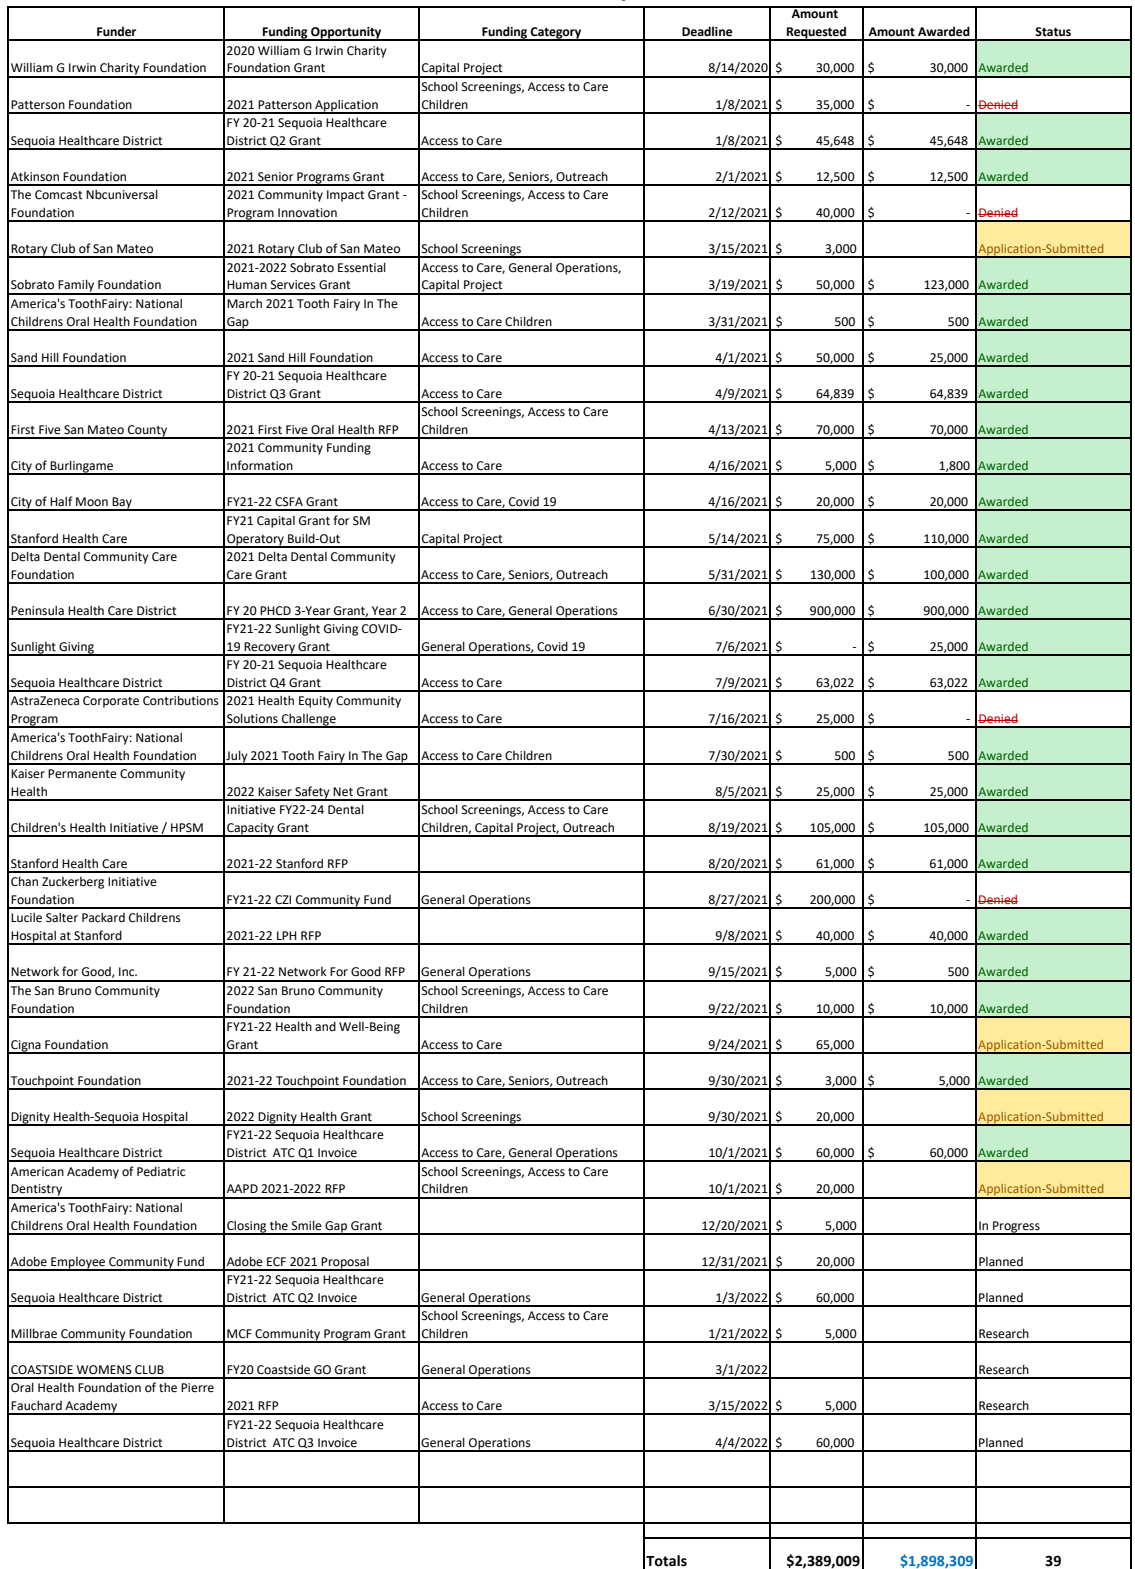 Funder Funding Opportunity Funding Category Deadline Amount Requested Amount Awarded Status
William G Irwin Charity Foundation 2020 William G Irwin Charity Foundation Grant Capital Project 8/14/2020 $ 30,000 $ 30,000 Awarded
Patterson Foundation 2021 Patterson Application School Screenings, Access to Care Children 1/8/2021 $ 35,000 $ - Denied
Sequoia Healthcare District FY 20-21 Sequoia Healthcare District Q2 Grant Access to Care 1/8/2021 $ 45,648 $ 45,648 Awarded
Atkinson Foundation 2021 Senior Programs Grant Access to Care, Seniors, Outreach 2/1/2021 $ 12,500 $ 12,500 Awarded
The Comcast Nbcuniversal Foundation 2021 Community Impact Grant - Program Innovation School Screenings, Access to Care Children 2/12/2021 $ 40,000 $ - Denied
Rotary Club of San Mateo 2021 Rotary Club of San Mateo School Screenings 3/15/2021 $ 3,000 Application-Submitted
Sobrato Family Foundation 2021-2022 Sobrato Essential Human Services Grant Access to Care, General Operations, Capital Project 3/19/2021 $ 50,000 $ 123,000 Awarded
America's ToothFairy: National Childrens Oral Health Foundation March 2021 Tooth Fairy In The Gap Access to Care Children 3/31/2021 $ 500 $ 500 Awarded
Sand Hill Foundation 2021 Sand Hill Foundation Access to Care 4/1/2021 $ 50,000 $ 25,000 Awarded
Sequoia Healthcare District FY 20-21 Sequoia Healthcare District Q3 Grant Access to Care 4/9/2021 $ 64,839 $ 64,839 Awarded
First Five San Mateo County 2021 First Five Oral Health RFP School Screenings, Access to Care Children 4/13/2021 $ 70,000 $ 70,000 Awarded
City of Burlingame 2021 Community Funding Information Access to Care 4/16/2021 $ 5,000 $ 1,800 Awarded
City of Half Moon Bay FY21-22 CSFA Grant Access to Care, Covid 19 4/16/2021 $ 20,000 $ 20,000 Awarded
Stanford Health Care FY21 Capital Grant for SM Operatory Build-Out Capital Project 5/14/2021 $ 75,000 $ 110,000 Awarded
Delta Dental Community Care Foundation 2021 Delta Dental Community Care Grant Access to Care, Seniors, Outreach 5/31/2021 $ 130,000 $ 100,000 Awarded
Peninsula Health Care District FY 20 PHCD 3-Year Grant, Year 2 Access to Care, General Operations 6/30/2021 $ 900,000 $ 900,000 Awarded
Sunlight Giving FY21-22 Sunlight Giving COVID-19 Recovery Grant General Operations, Covid 19 7/6/2021 $ - $ 25,000 Awarded
Sequoia Healthcare District FY 20-21 Sequoia Healthcare District Q4 Grant Access to Care 7/9/2021 $ 63,022 $ 63,022 Awarded
AstraZeneca Corporate Contributions Program 2021 Health Equity Community Solutions Challenge Access to Care 7/16/2021 $ 25,000 $ - Denied
America's ToothFairy: National Childrens Oral Health Foundation July 2021 Tooth Fairy In The Gap Access to Care Children 7/30/2021 $ 500 $ 500 Awarded
Kaiser Permanente Community Health 2022 Kaiser Safety Net Grant 8/5/2021 $ 25,000 $ 25,000 Awarded
Children's Health Initiative / HPSM Initiative FY22-24 Dental Capacity Grant School Screenings, Access to Care Children, Capital Project, Outreach 8/19/2021 $ 105,000 $ 105,000 Awarded
Stanford Health Care 2021-22 Stanford RFP 8/20/2021 $ 61,000 $ 61,000 Awarded
Chan Zuckerberg Initiative Foundation FY21-22 CZI Community Fund General Operations 8/27/2021 $ 200,000 $ - Denied
Lucile Salter Packard Childrens Hospital at Stanford 2021-22 LPH RFP 9/8/2021 $ 40,000 $ 40,000 Awarded
Network for Good, Inc. FY 21-22 Network For Good RFP General Operations 9/15/2021 $ 5,000 $ 500 Awarded
The San Bruno Community Foundation 2022 San Bruno Community Foundation School Screenings, Access to Care Children 9/22/2021 $ 10,000 $ 10,000 Awarded
Cigna Foundation FY21-22 Health and Well-Being Grant Access to Care 9/24/2021 $ 65,000 Application-Submitted
Touchpoint Foundation 2021-22 Touchpoint Foundation Access to Care, Seniors, Outreach 9/30/2021 $ 3,000 $ 5,000 Awarded
Dignity Health-Sequoia Hospital 2022 Dignity Health Grant School Screenings 9/30/2021 $ 20,000 Application-Submitted
Sequoia Healthcare District FY21-22 Sequoia Healthcare District ATC Q1 Invoice Access to Care, General Operations 10/1/2021 $ 60,000 $ 60,000 Awarded
American Academy of Pediatric Dentistry AAPD 2021-2022 RFP School Screenings, Access to Care Children 10/1/2021 $ 20,000 Application-Submitted
America's ToothFairy: National Childrens Oral Health Foundation Closing the Smile Gap Grant 12/20/2021 $ 5,000 In Progress
Adobe Employee Community Fund Adobe ECF 2021 Proposal 12/31/2021 $ 20,000 Planned
Sequoia Healthcare District FY21-22 Sequoia Healthcare District ATC Q2 Invoice General Operations 1/3/2022 $ 60,000 Planned
Millbrae Community Foundation MCF Community Program Grant School Screenings, Access to Care Children 1/21/2022 $ 5,000 Research
COASTSIDE WOMENS CLUB FY20 Coastside GO Grant General Operations 3/1/2022 Research
Oral Health Foundation of the Pierre Fauchard Academy 2021 RFP Access to Care 3/15/2022 $ 5,000 Research
Sequoia Healthcare District FY21-22 Sequoia Healthcare District ATC Q3 Invoice General Operations 4/4/2022 $ 60,000 Planned
Totals $2,389,009 $1,898,309 39